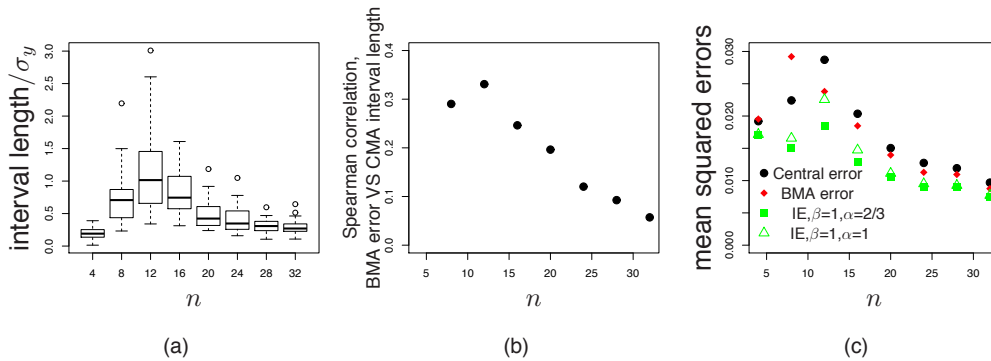 interval length/σy
3.0
2.5
2.0
1.5
1.0
0.5
0.0
4 8 12 16 20 24 28 32
n
(a)
Spearman correlation,
BMA error VS CMA interval length
0.4
0.3
0.2
0.1
0.0
5 10 15 20 25 30
n
(b)
mean squared errors
0.030
0.020
0.010
0.000
Central error
BMA error
IE,β=1,α=2/3
IE,β=1,α=1
5 10 15 20 25 30
n
(c)